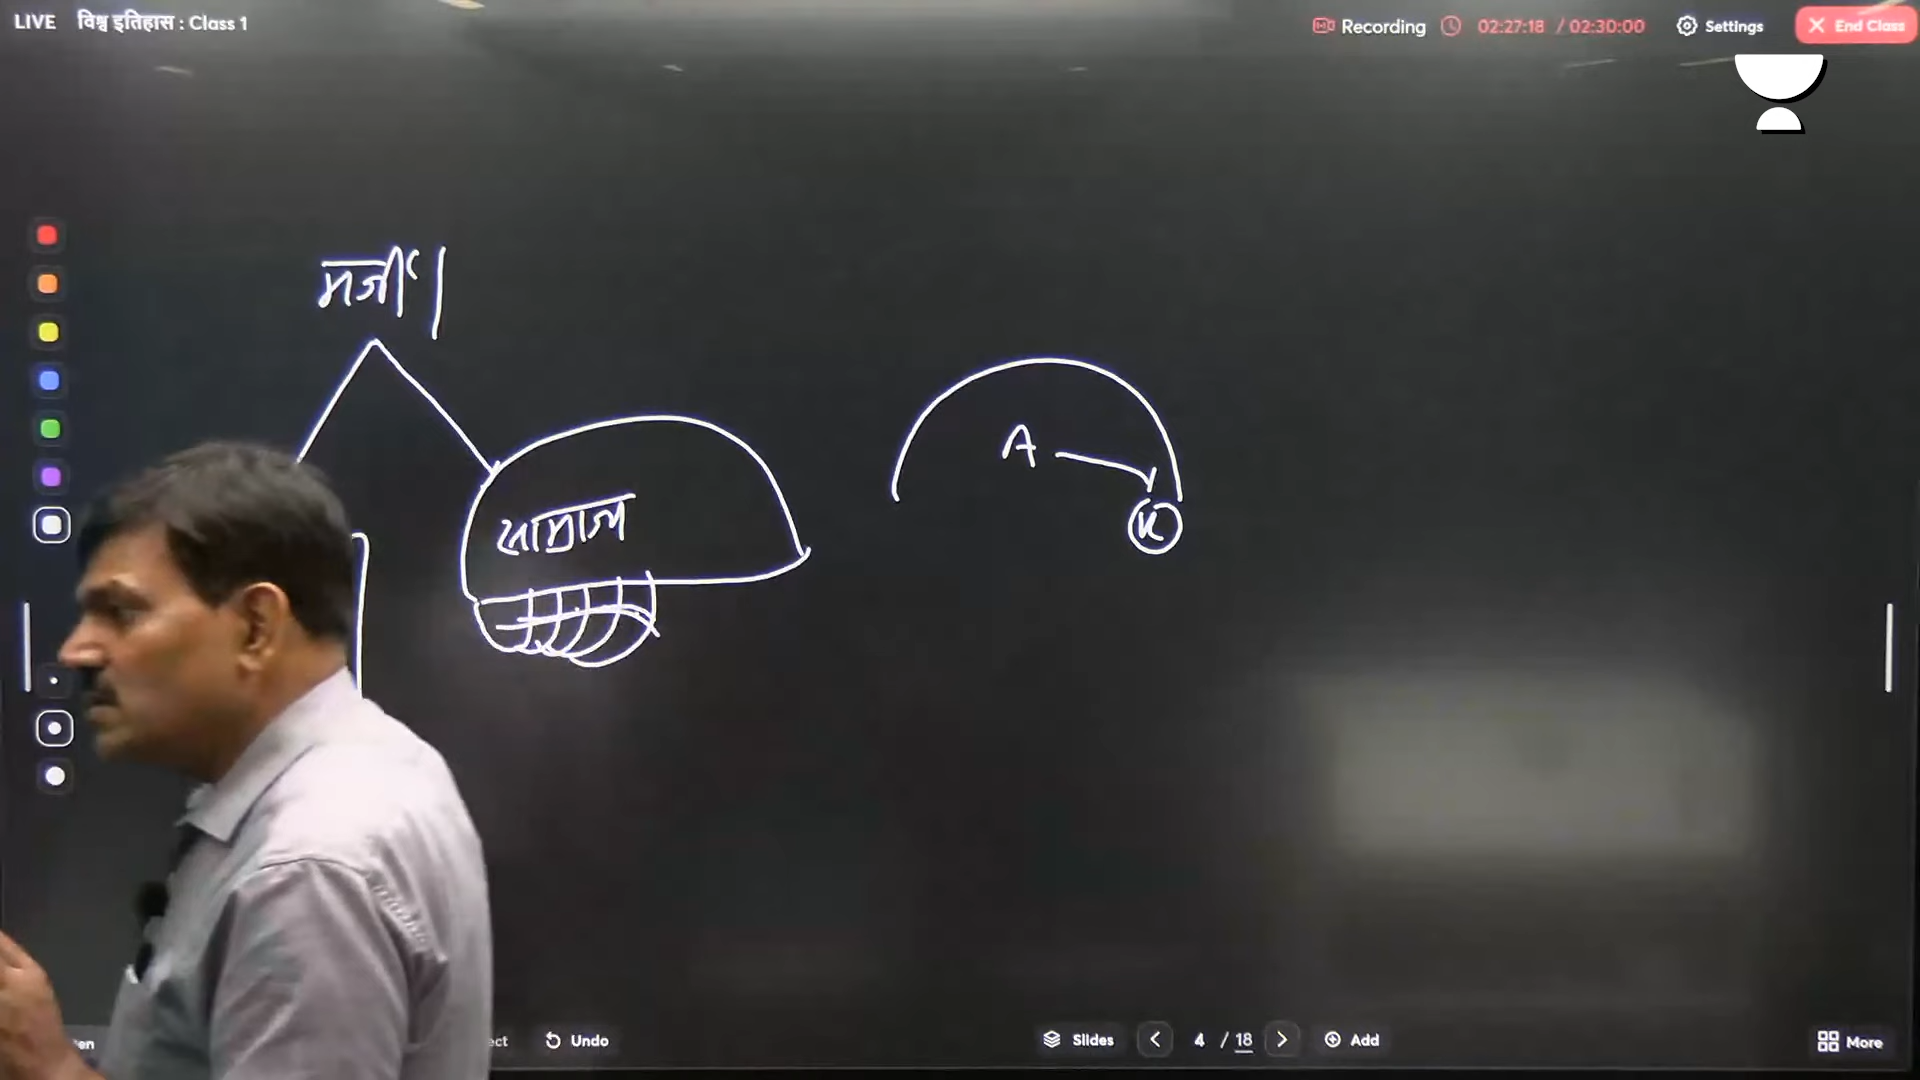 LIVE विश्व इतिहास : Class 1
Recording 02:27:18 / 02:30:00 Settings End Class
मर्जी।
A
K
साम्राज्य
Undo Slides 4 / 18 Add More